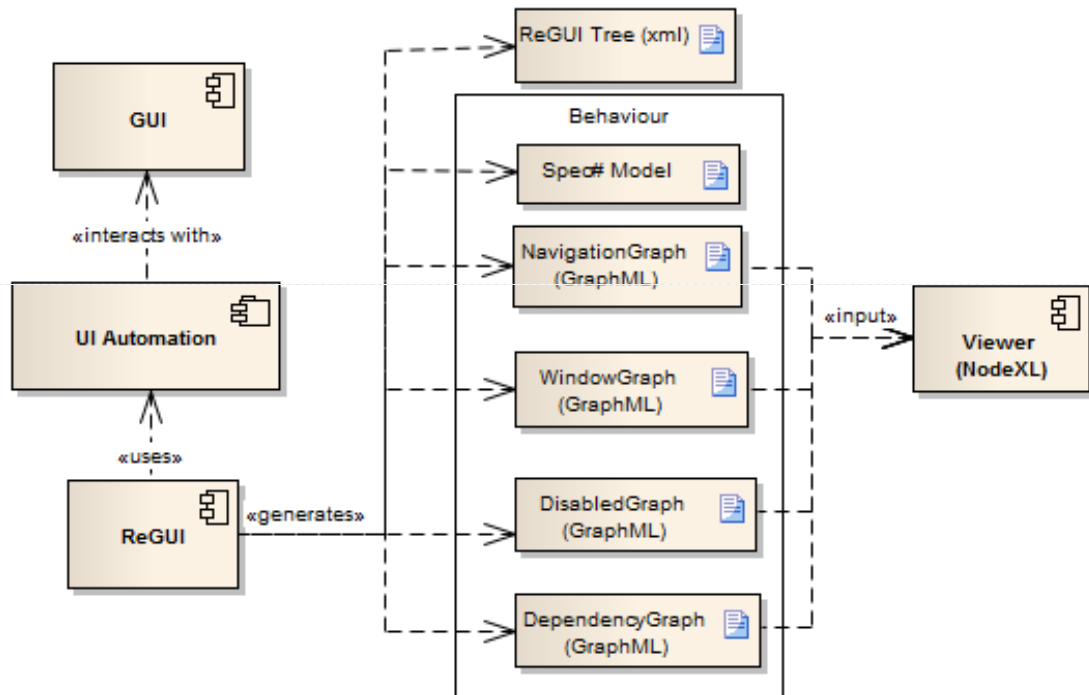 ReGUI Tree (xml)
GUI
Behaviour
Spec# Model
«interacts with»
NavigationGraph
(GraphML)
UI Automation
«input»
Viewer
(NodeXL)
WindowGraph
(GraphML)
«uses»
ReGUI
«generates»
DisabledGraph
(GraphML)
DependencyGraph
(GraphML)